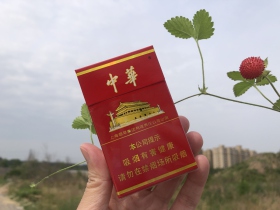 中華
本公司提示
吸烟有害健康
请勿在禁烟场所吸烟